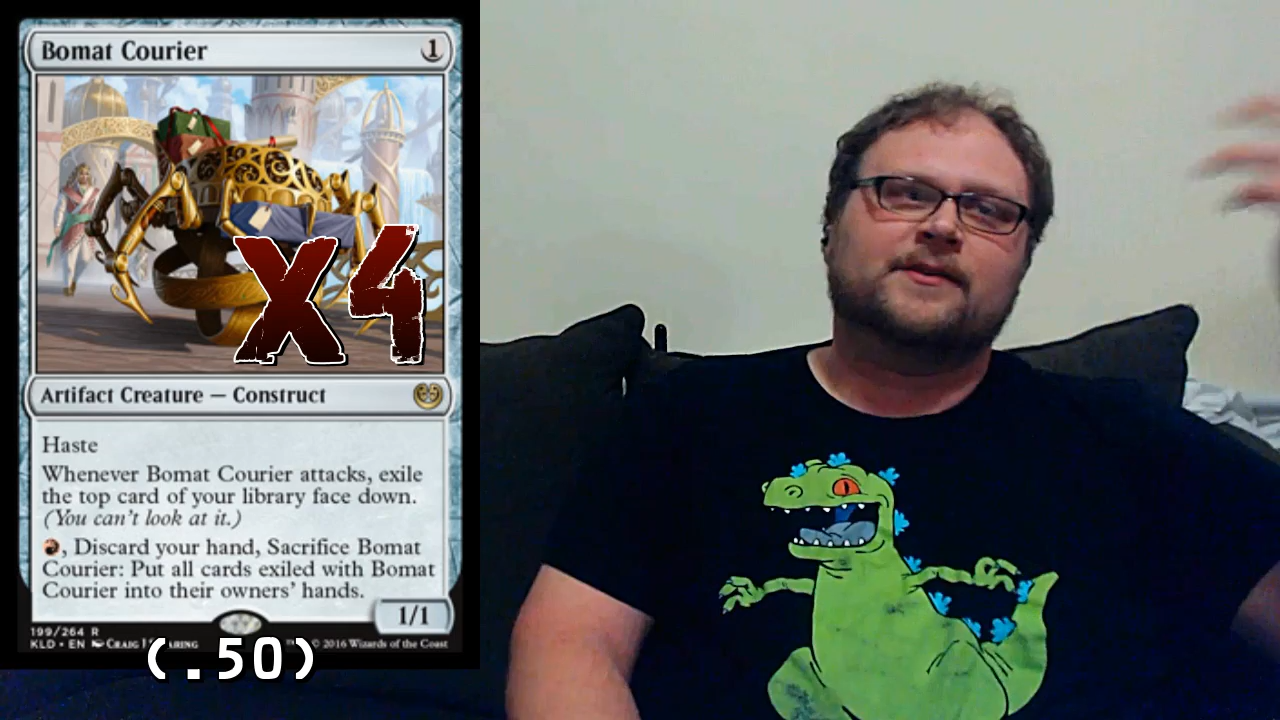 Bomat Courier 1
X4
Artifact Creature — Construct
Haste
Whenever Bomat Courier attacks, exile
the top card of your library face down.
(You can't look at it.)
, Discard your hand, Sacrifice Bomat
Courier: Put all cards exiled with Bomat
Courier into their owners' hands.
1/1
199/264 R
KLD • EN
™ © 2016 Wizards of the Coast
(.50)